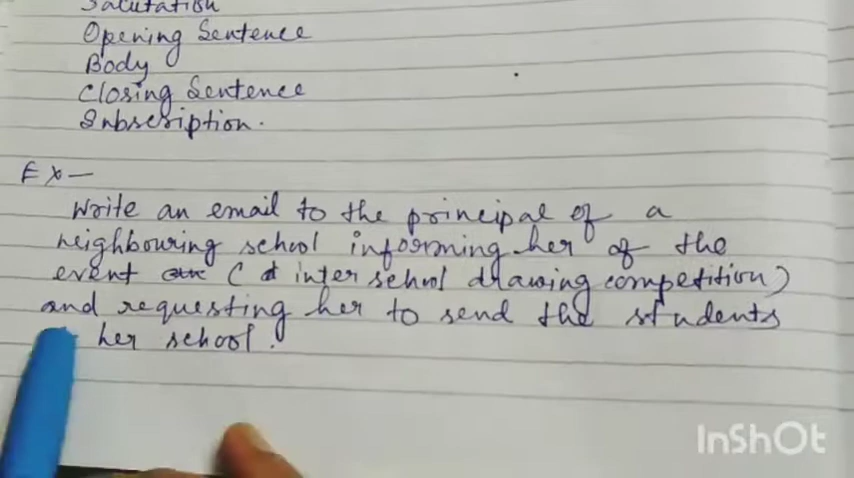 Salutation
Opening Sentence
Body
Closing Sentence
Subscription.
Ex-
Write an email to the principal of a
neighbouring school informing her of the
event ( inter school drawing competition)
and requesting her to send the students
her school.
InShOt